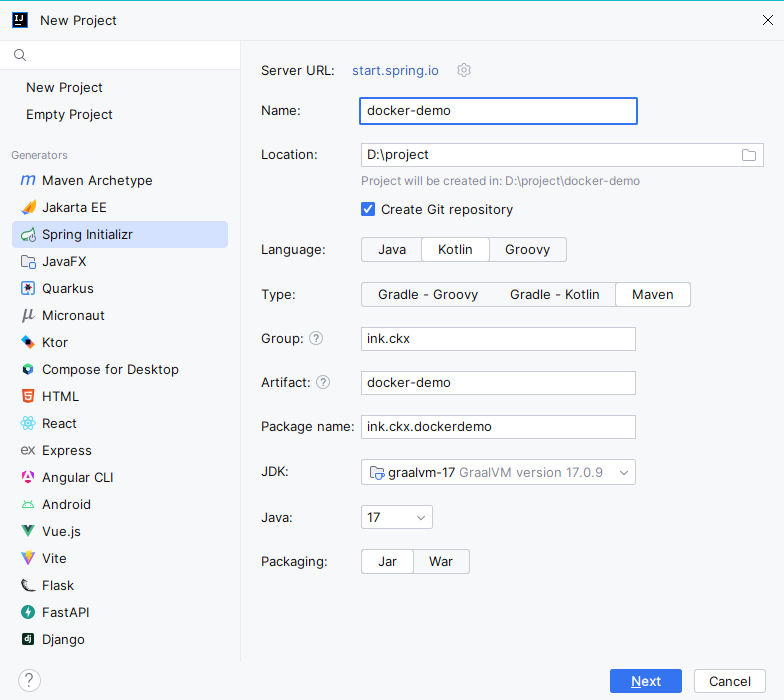 New Project
New Project
Empty Project
Generators
Maven Archetype
Jakarta EE
Spring Initializr
JavaFX
Quarkus
Micronaut
Ktor
Compose for Desktop
HTML
React
ex Express
Angular CLI
Android
Vue.js
Vite
Flask
FastAPI
Django
Server URL: start.spring.io
Name: docker-demo
Location: D:\project
Project will be created in: D:\project\docker-demo
Create Git repository
Language: Java Kotlin Groovy
Type: Gradle - Groovy Gradle - Kotlin Maven
Group: ? ink.ckx
Artifact: ? docker-demo
Package name: ink.ckx.dockerdemo
JDK: graalvm-17 GraalVM version 17.0.9
Java: 17
Packaging: Jar War
? Next Cancel